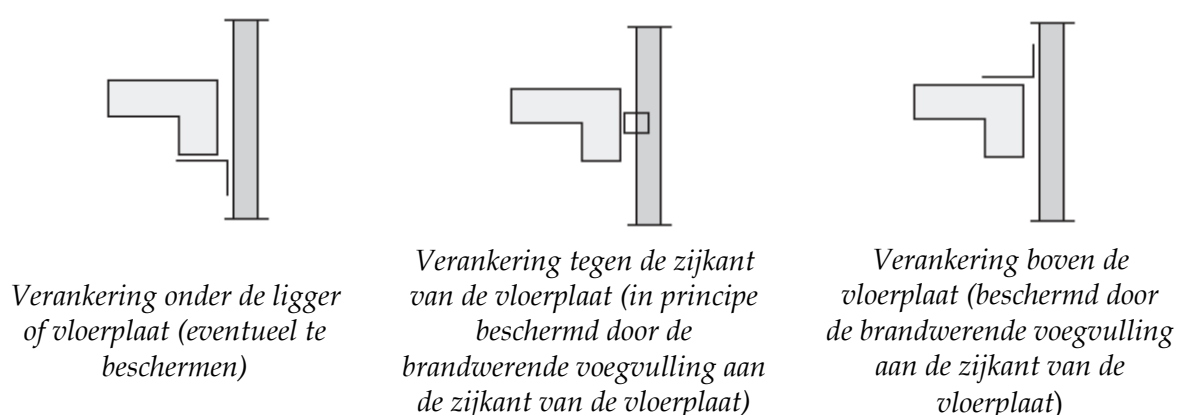 Verankering onder de ligger
of vloerplaat (eventueel te
beschermen)
Verankering tegen de zijkant
van de vloerplaat (in principe
beschermd door de
brandwerende voegvulling aan
de zijkant van de vloerplaat)
Verankering boven de
vloerplaat (beschermd door
de brandwerende voegvulling
aan de zijkant van de
vloerplaat)